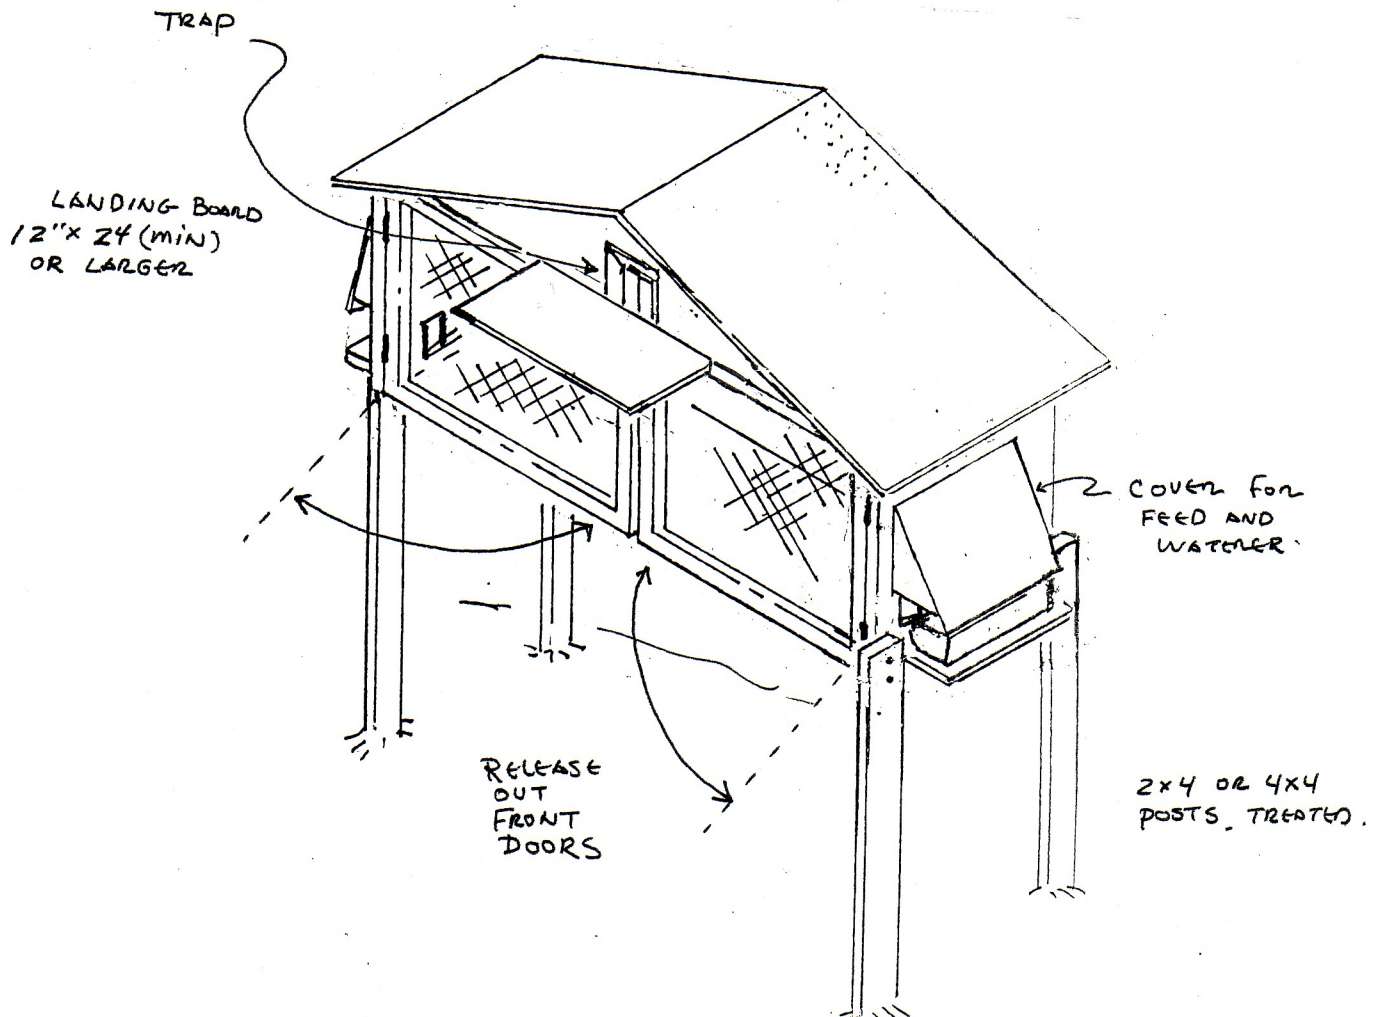 TRAP
LANDING BOARD
12" x 24 (MIN)
OR LARGER
COVER FOR
FEED AND
WATERER.
RELEASE
OUT
FRONT
DOORS
2x4 OR 4x4
POSTS. TREATED.